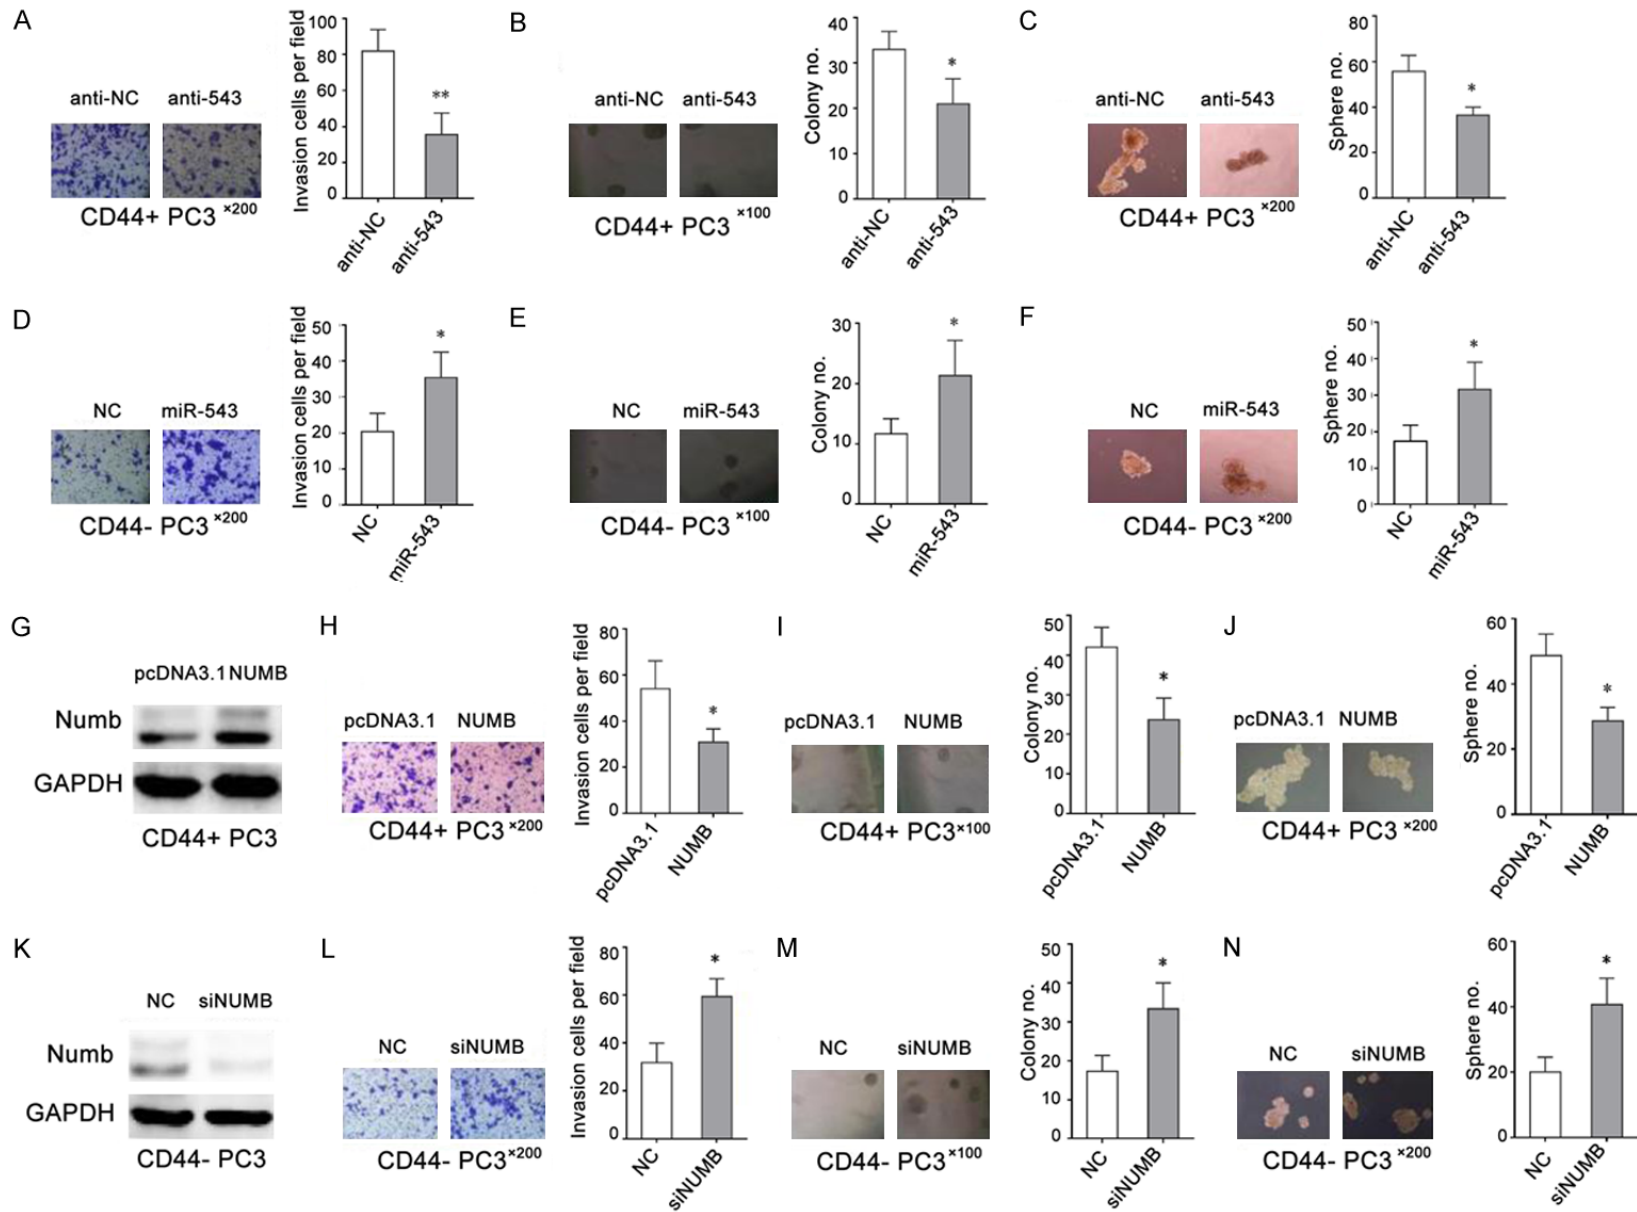 A
anti-NC anti-543
CD44+ PC3 ×200
Invasion cells per field
100
80
60
40
20
0
**
anti-NC
anti-543
B
anti-NC anti-543
CD44+ PC3 ×100
Colony no.
40
30
20
10
0
*
anti-NC
anti-543
C
anti-NC anti-543
CD44+ PC3 ×200
Sphere no.
80
60
40
20
0
*
anti-NC
anti-543
D
NC miR-543
CD44- PC3 ×200
Invasion cells per field
50
40
30
20
10
0
*
NC
miR-543
E
NC miR-543
CD44- PC3 ×100
Colony no.
30
20
10
0
*
NC
miR-543
F
NC miR-543
CD44- PC3 ×200
Sphere no.
50
40
30
20
10
0
*
NC
miR-543
G
pcDNA3.1 NUMB
Numb
GAPDH
CD44+ PC3
H
pcDNA3.1 NUMB
CD44+ PC3 ×200
Invasion cells per field
80
60
40
20
0
*
pcDNA3.1
NUMB
I
pcDNA3.1 NUMB
CD44+ PC3 ×100
Colony no.
50
40
30
20
10
0
*
pcDNA3.1
NUMB
J
pcDNA3.1 NUMB
CD44+ PC3 ×200
Sphere no.
60
40
20
0
*
pcDNA3.1
NUMB
K
NC siNUMB
Numb
GAPDH
CD44- PC3
L
NC siNUMB
CD44- PC3 ×200
Invasion cells per field
80
60
40
20
0
*
NC
siNUMB
M
NC siNUMB
CD44- PC3 ×100
Colony no.
50
40
30
20
10
0
*
NC
siNUMB
N
NC siNUMB
CD44- PC3 ×200
Sphere no.
60
40
20
0
*
NC
siNUMB